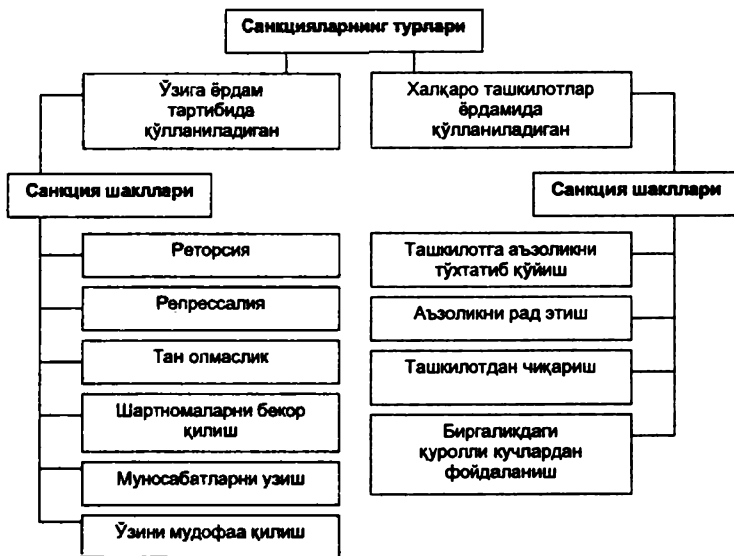 Санкцияларнинг турлари
Ўзига ёрдам
тартибида
қўлланиладиган
Санкция шакллари
Реторсия
Репрессалия
Тан олмаслик
Шартномаларни бекор
қилиш
Муносабатларни узиш
Ўзини мудофаа қилиш
Халқаро ташкилотлар
ёрдамида
қўлланиладиган
Санкция шакллари
Ташкилотга аъзоликни
тўхтатиб қўйиш
Аъзоликни рад этиш
Ташкилотдан чиқариш
Биргаликдаги
қуролли кучлардан
фойдаланиш